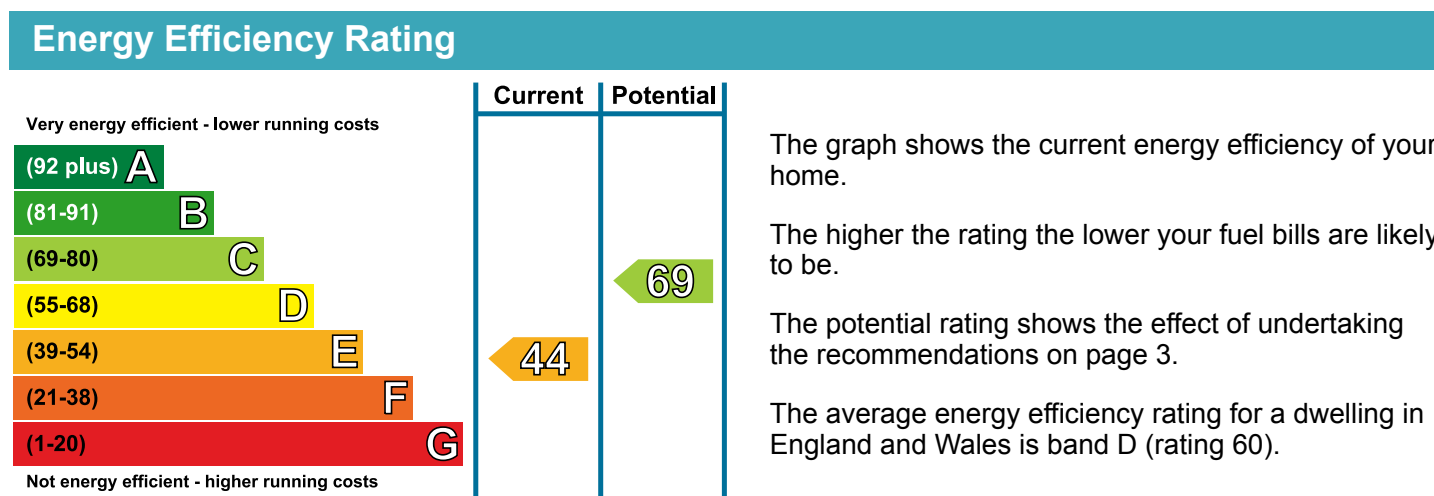 Energy Efficiency Rating
Current Potential
Very energy efficient - lower running costs
(92 plus) A
(81-91) B
(69-80) C
(55-68) D
(39-54) E
(21-38) F
(1-20) G
Not energy efficient - higher running costs
69
44
The graph shows the current energy efficiency of your
home.
The higher the rating the lower your fuel bills are likely
to be.
The potential rating shows the effect of undertaking
the recommendations on page 3.
The average energy efficiency rating for a dwelling in
England and Wales is band D (rating 60).